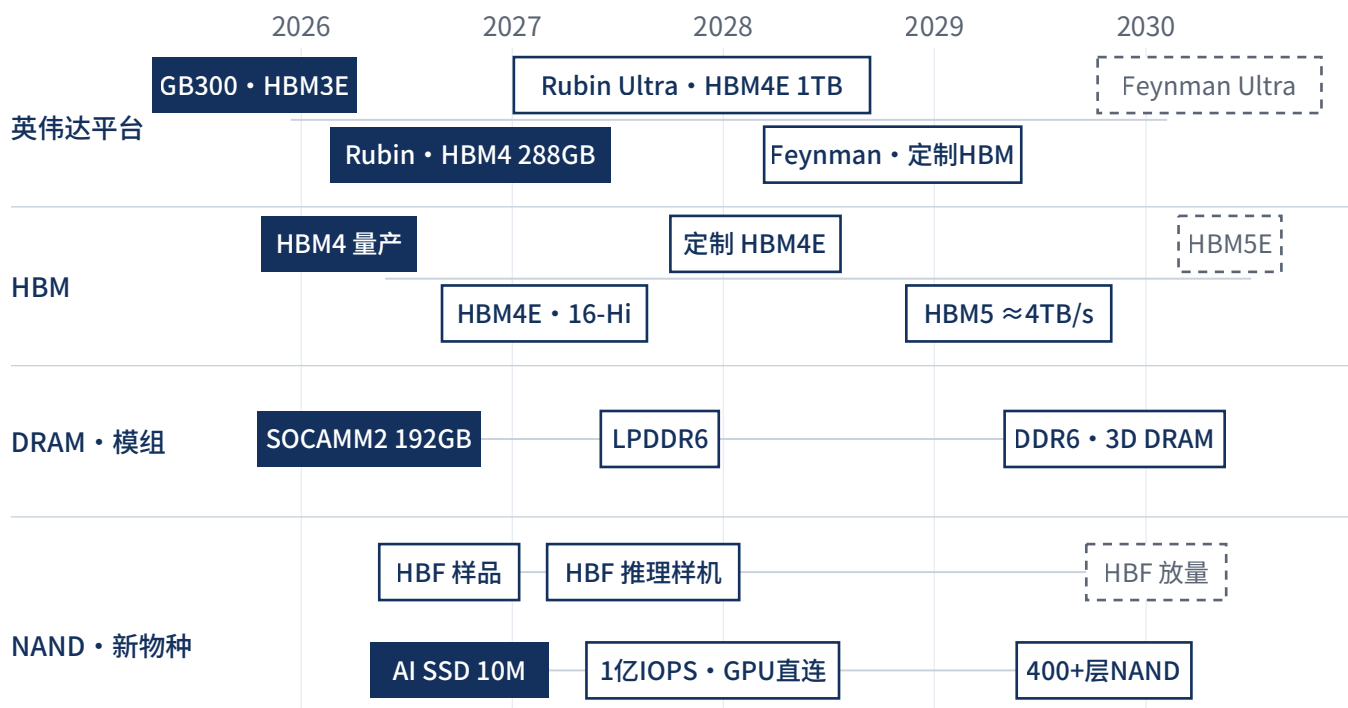 2026 2027 2028 2029 2030
GB300・HBM3E
Rubin Ultra・HBM4E 1TB
Feynman Ultra
英伟达平台
Rubin・HBM4 288GB
Feynman・定制HBM
HBM4 量产
定制 HBM4E
HBM5E
HBM
HBM4E・16-Hi
HBM5 ≈4TB/s
DRAM・模组
SOCAMM2 192GB
LPDDR6
DDR6・3D DRAM
HBF 样品
HBF 推理样机
HBF 放量
NAND・新物种
AI SSD 10M
1亿IOPS・GPU直连
400+层NAND